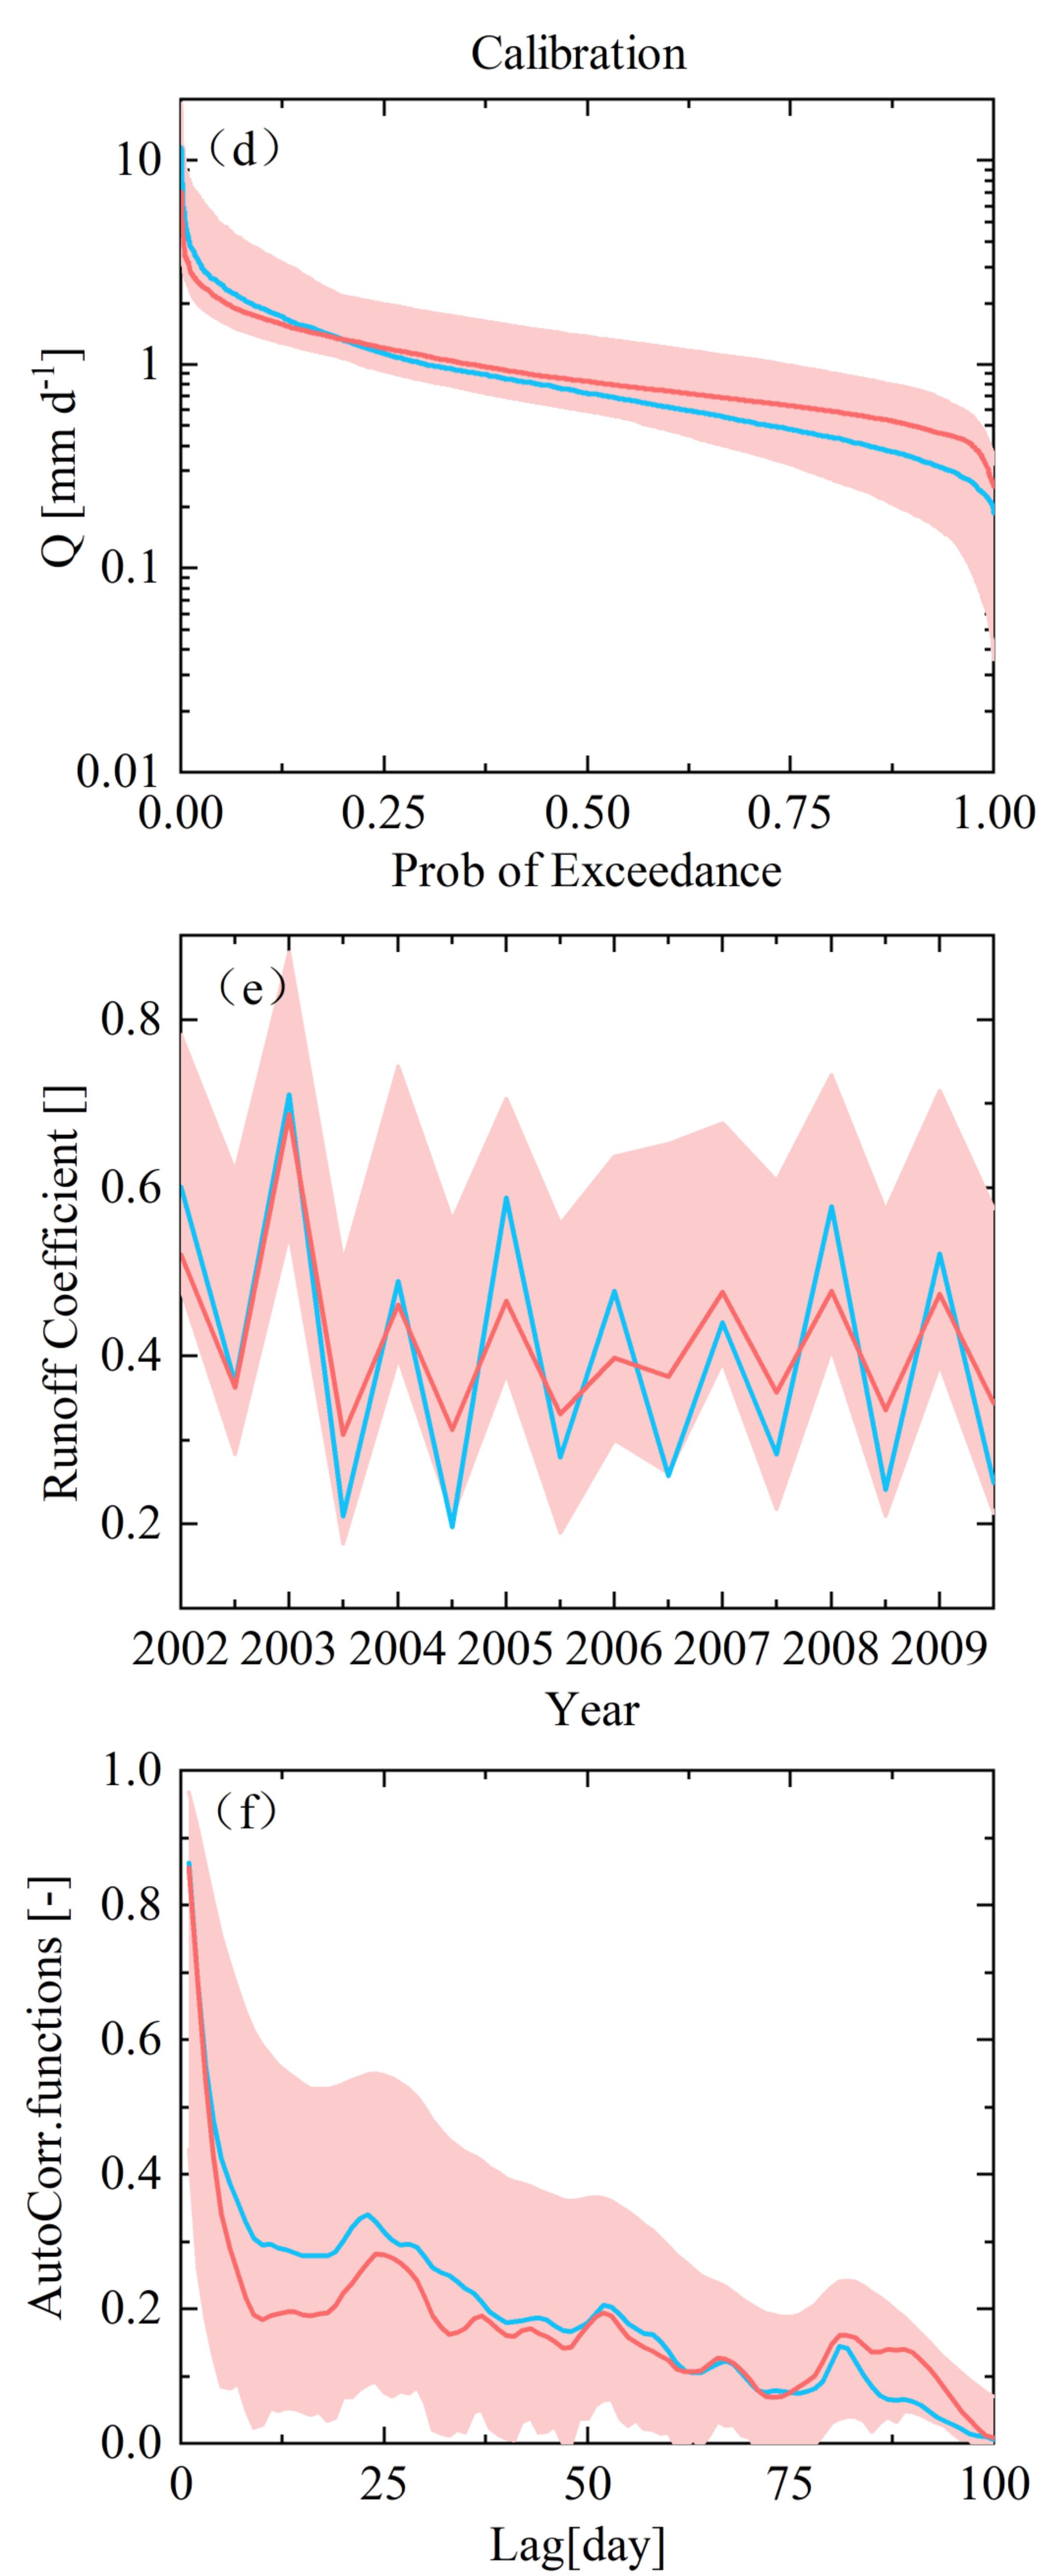 Calibration
(d)
10
1
0.1
0.01
Q [mm d-1]
0.00 0.25 0.50 0.75 1.00
Prob of Exceedance
(e)
0.8
0.6
0.4
0.2
Runoff Coefficient []
2002 2003 2004 2005 2006 2007 2008 2009
Year
(f)
1.0
0.8
0.6
0.4
0.2
0.0
AutoCorr.functions [-]
0 25 50 75 100
Lag[day]